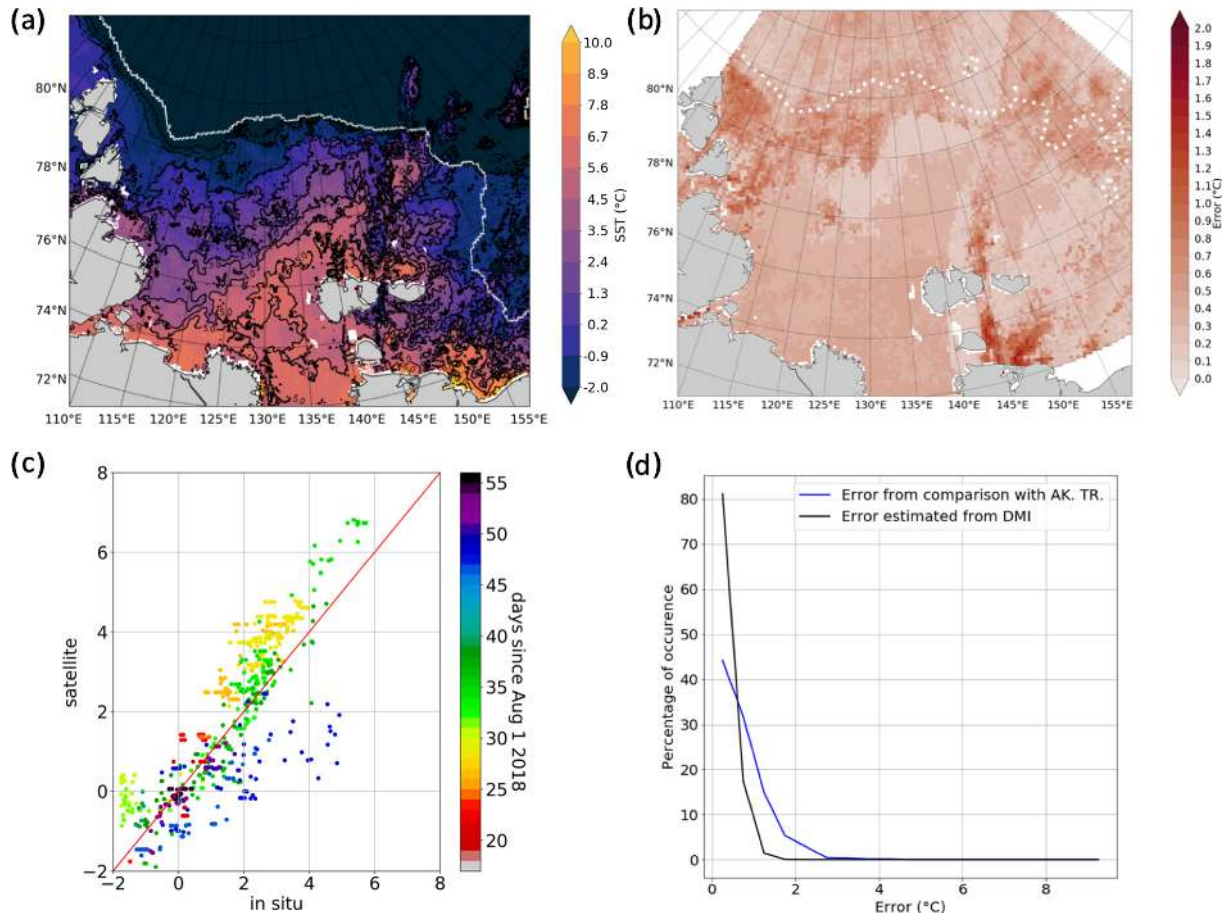 (a)
80°N
78°N
76°N
74°N
72°N
110°E 115°E 120°E 125°E 130°E 135°E 140°E 145°E 150°E 155°E
10.0
8.9
7.8
6.7
5.6
4.5
3.4
2.4
1.3
0.2
-0.9
-2.0
SST (°C)
(b)
80°N
78°N
76°N
74°N
72°N
110°E 115°E 120°E 125°E 130°E 135°E 140°E 145°E 150°E 155°E
2.0
1.9
1.8
1.7
1.6
1.5
1.4
1.3
1.2
1.1
1.0
0.9
0.8
0.7
0.6
0.5
0.4
0.3
0.2
0.1
0.0
Error (°C)
(c)
8
6
4
2
0
−2
satellite
−2 0 2 4 6 8
in situ
55
50
45
40
35
30
25
20
days since Aug 1 2018
(d)
Error from comparison with AK. TR.
Error estimated from DMI
80
70
60
50
40
30
20
10
0
Percentage of occurence
0 2 4 6 8
Error (°C)